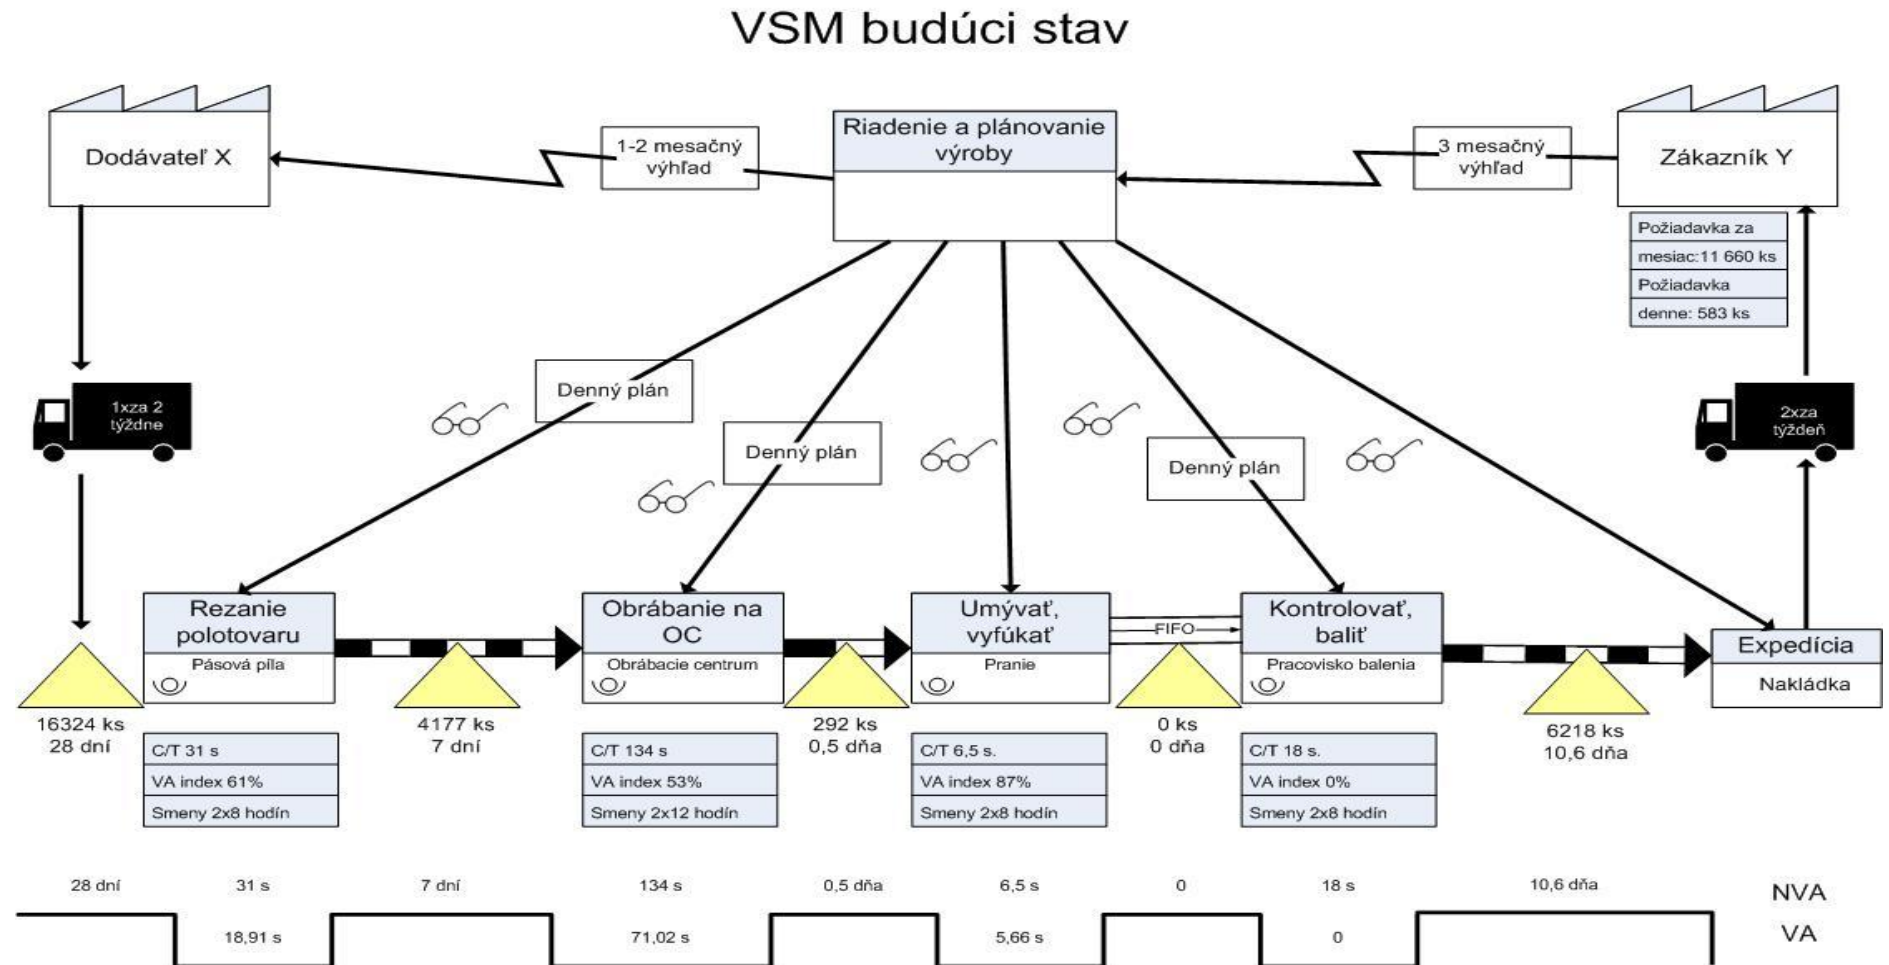 VSM budúci stav
Dodávateľ X
1-2 mesačný
výhľad
Riadenie a plánovanie
výroby
3 mesačný
výhľad
Zákazník Y
Požiadavka za
mesiac:11 660 ks
Požiadavka
denne: 583 ks
1xza 2
týždne
Denný plán
Denný plán
Denný plán
2xza
týždeň
Rezanie
polotovaru
Pásová píla
Obrábanie na
OC
Obrábacie centrum
Umývať,
vyfúkať
Pranie
FIFO
Kontrolovať,
baliť
Pracovisko balenia
Expedícia
Nakládka
16324 ks
28 dní
4177 ks
7 dní
292 ks
0,5 dňa
0 ks
0 dňa
6218 ks
10,6 dňa
C/T 31 s
VA index 61%
Smeny 2x8 hodín
C/T 134 s
VA index 53%
Smeny 2x12 hodín
C/T 6,5 s.
VA index 87%
Smeny 2x8 hodín
C/T 18 s.
VA index 0%
Smeny 2x8 hodín
28 dní
31 s
7 dní
134 s
0,5 dňa
6,5 s
0
18 s
10,6 dňa
NVA
18,91 s
71,02 s
5,66 s
0
VA